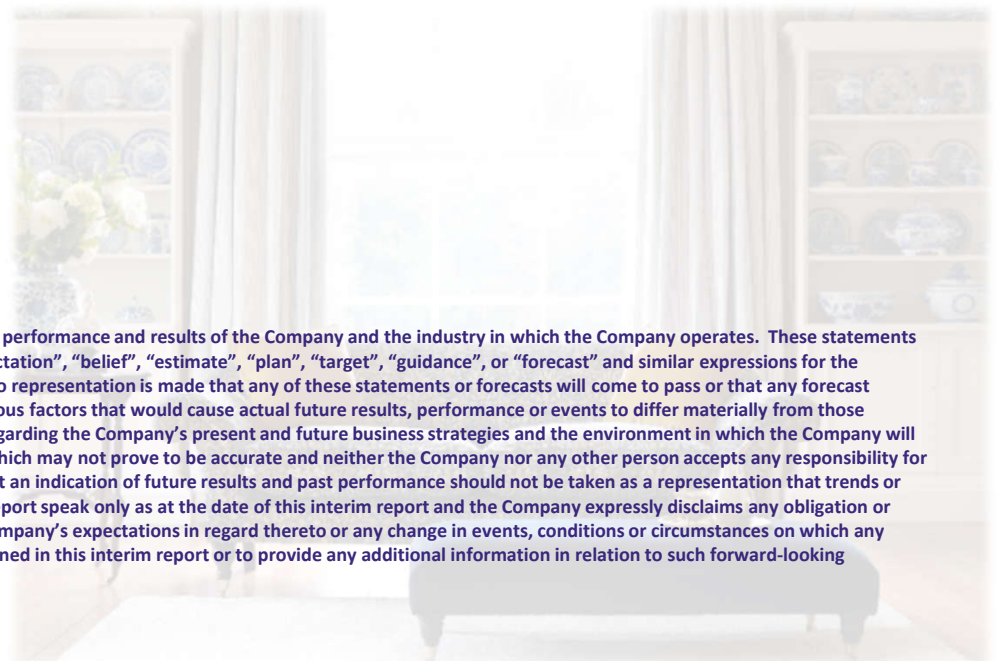 performance and results of the Company and the industry in which the Company operates. These statements
ctation”, “belief”, “estimate”, “plan”, “target”, “guidance”, or “forecast” and similar expressions for the
o representation is made that any of these statements or forecasts will come to pass or that any forecast
ous factors that would cause actual future results, performance or events to differ materially from those
garding the Company’s present and future business strategies and the environment in which the Company will
hich may not prove to be accurate and neither the Company nor any other person accepts any responsibility for
t an indication of future results and past performance should not be taken as a representation that trends or
port speak only as at the date of this interim report and the Company expressly disclaims any obligation or
mpany’s expectations in regard thereto or any change in events, conditions or circumstances on which any
ned in this interim report or to provide any additional information in relation to such forward-looking